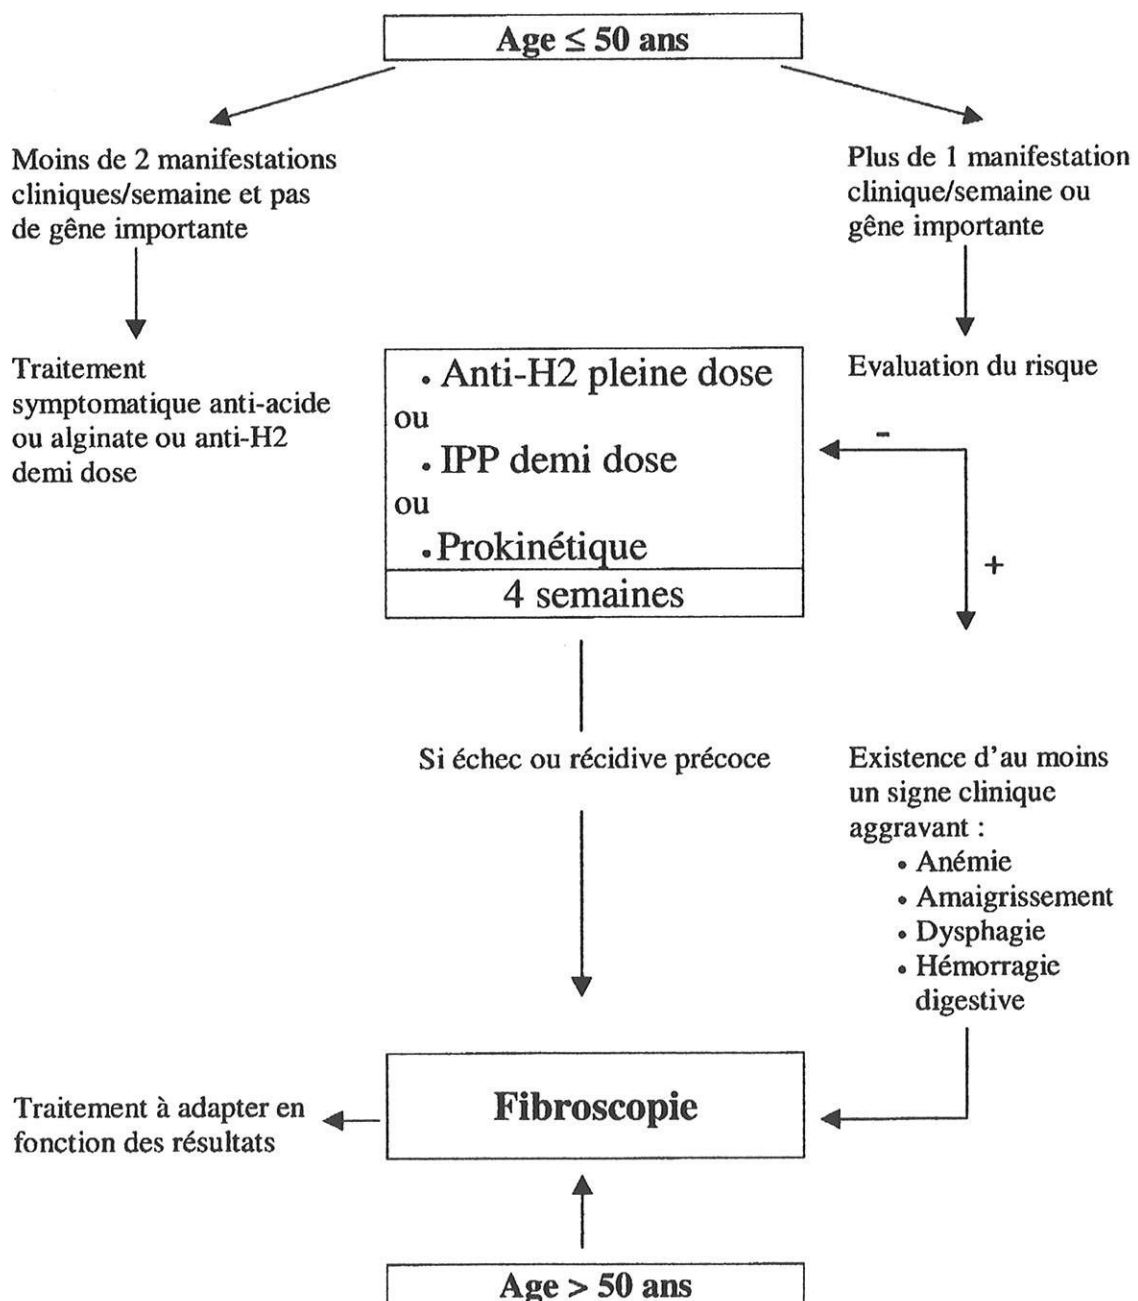 Age ≤ 50 ans
Moins de 2 manifestations
cliniques/semaine et pas
de gêne importante
Plus de 1 manifestation
clinique/semaine ou
gêne importante
Traitement
symptomatique anti-acide
ou alginate ou anti-H2
demi dose
• Anti-H2 pleine dose
ou
• IPP demi dose
ou
• Prokinétique
4 semaines
Evaluation du risque
-
+
Si échec ou récidive précoce
Existence d'au moins
un signe clinique
aggravant :
• Anémie
• Amaigrissement
• Dysphagie
• Hémorragie
digestive
Fibroscopie
Traitement à adapter en
fonction des résultats
Age > 50 ans